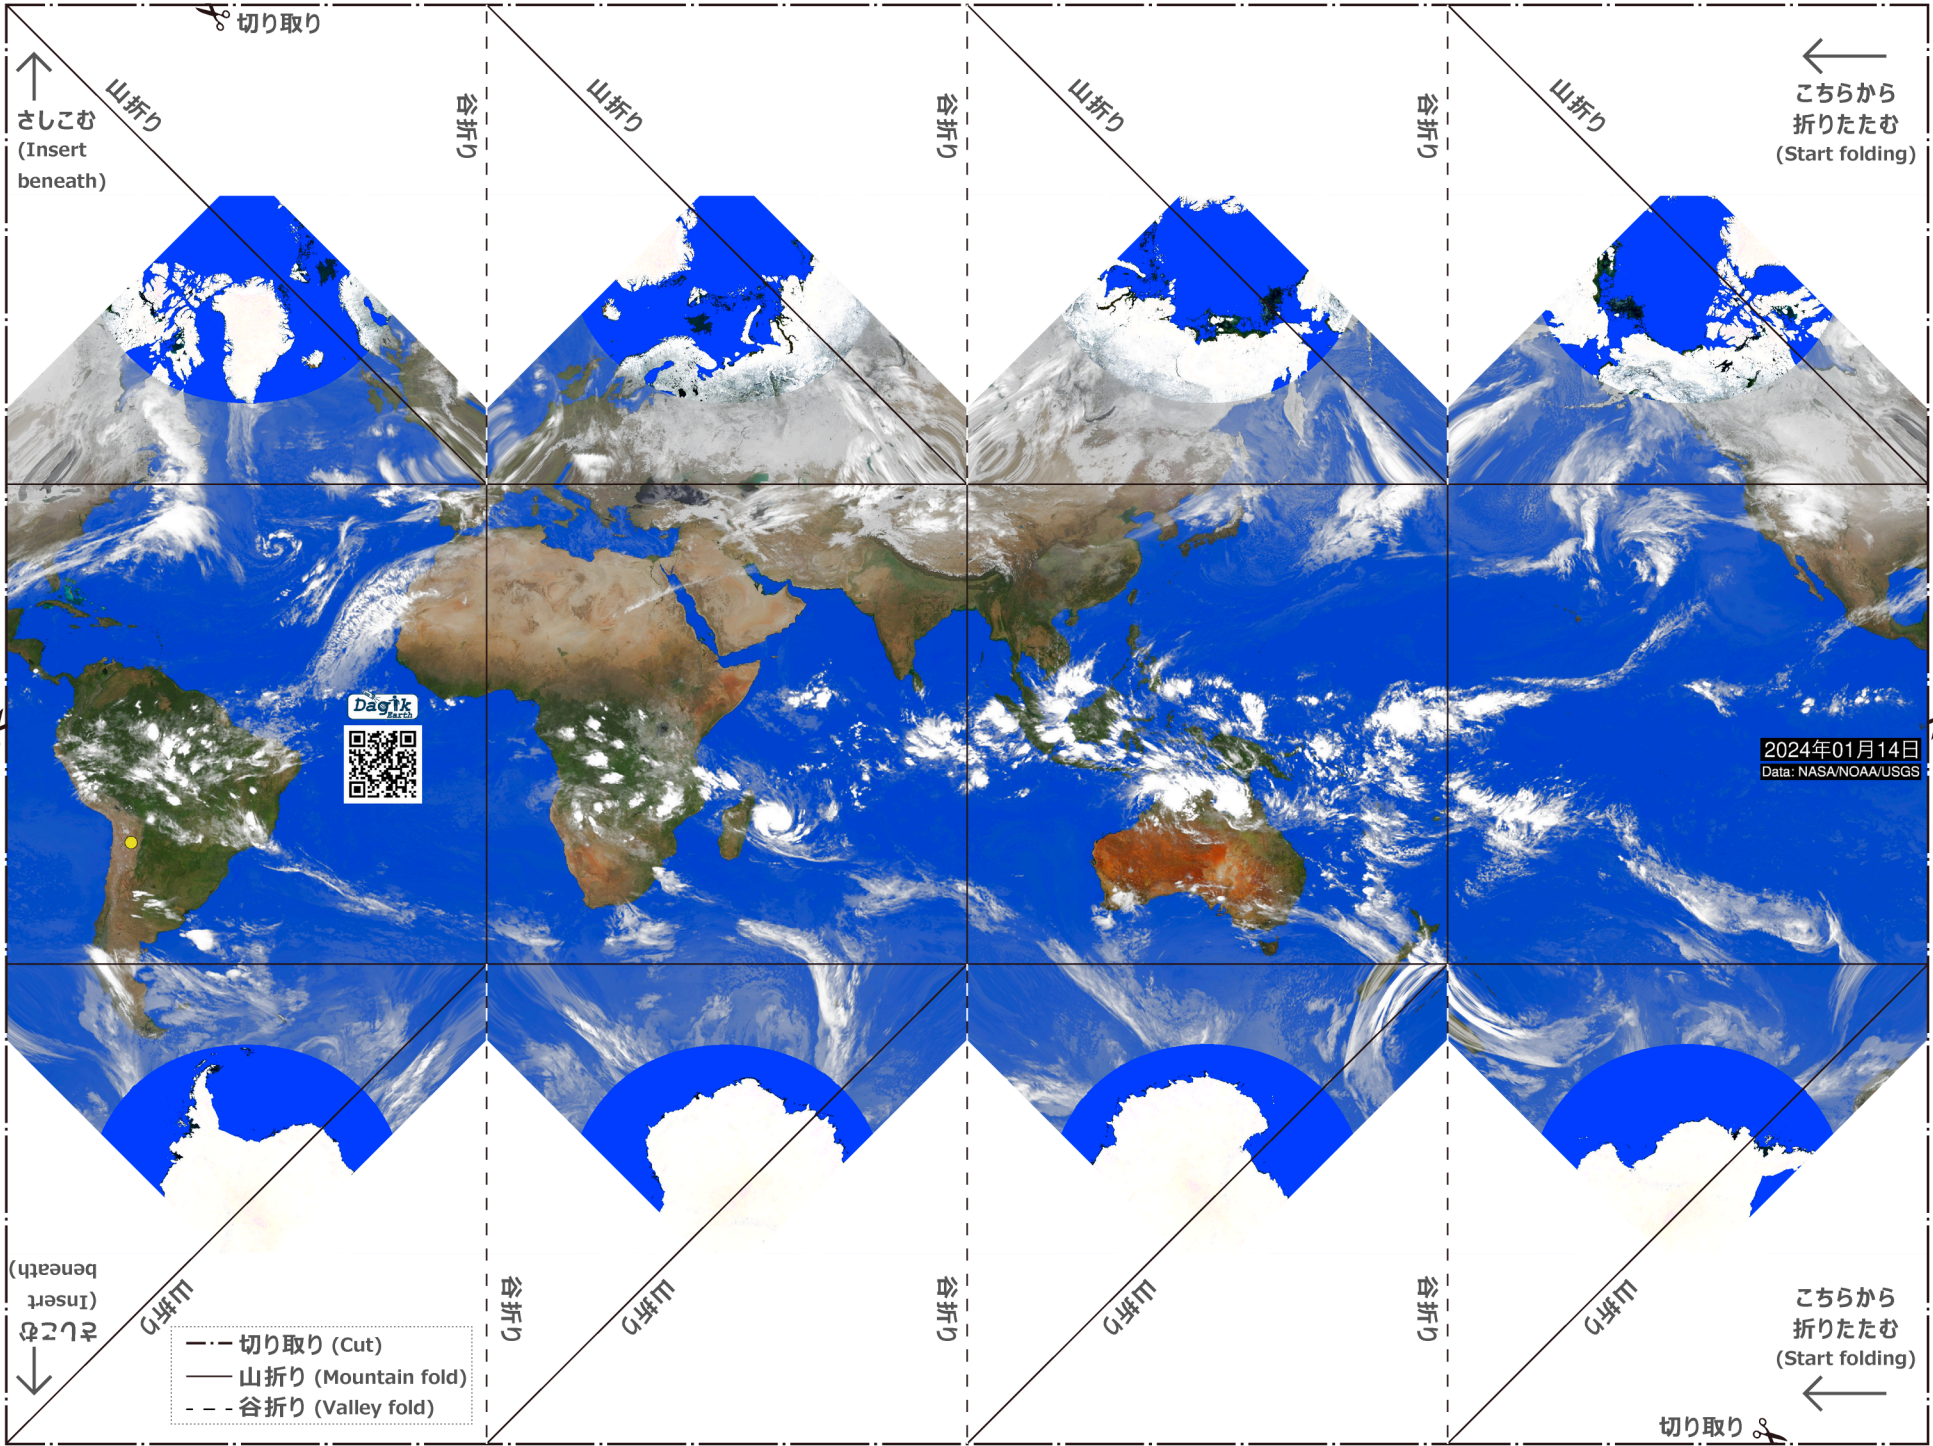 切り取り
山折り
谷折り
山折り
谷折り
山折り
谷折り
山折り
さしこむ
(Insert
beneath)
こちらから
折りたたむ
(Start folding)
Dagik
Earth
2024年01月14日
Data: NASA/NOAA/USGS
さしこむ
(Insert
beneath)
山折り
谷折り
山折り
谷折り
山折り
谷折り
山折り
こちらから
折りたたむ
(Start folding)
切り取り (Cut)
山折り (Mountain fold)
谷折り (Valley fold)
切り取り